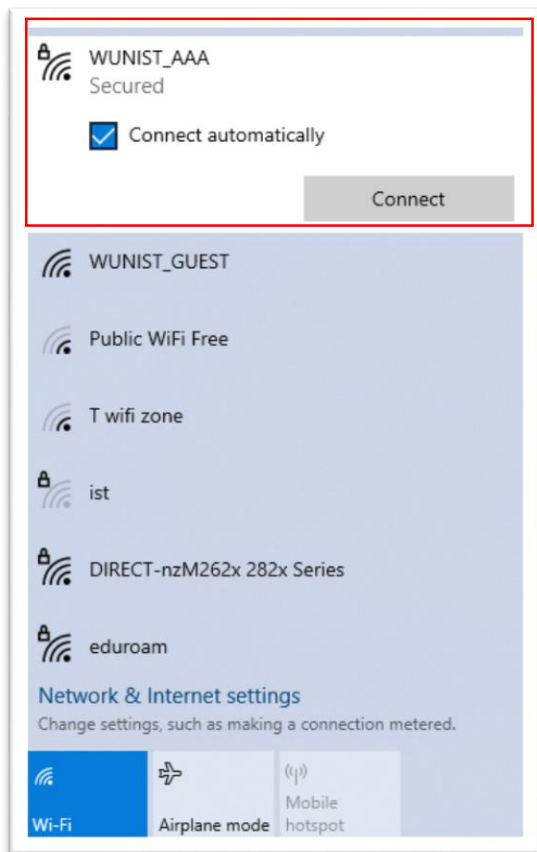 WUNIST_AAA
Secured
Connect automatically
Connect
WUNIST_GUEST
Public WiFi Free
T wifi zone
ist
DIRECT-nzM262x 282x Series
eduroam
Network & Internet settings
Change settings, such as making a connection metered.
Wi-Fi
Airplane mode
Mobile
hotspot